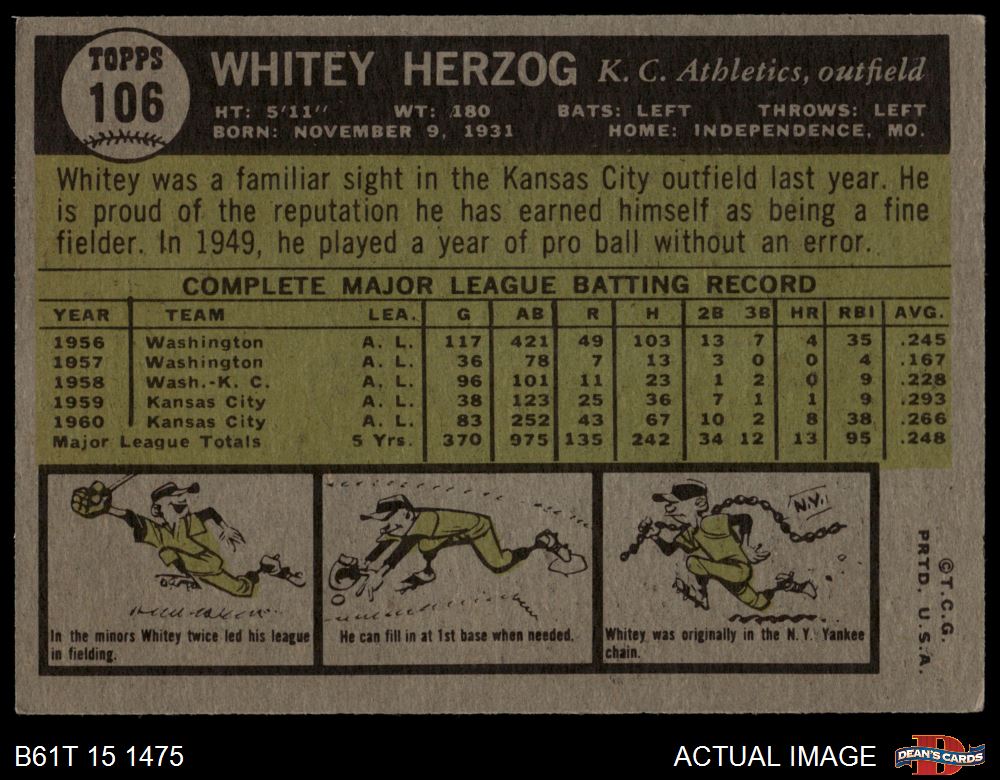 TOPPS
106
WHITEY HERZOG K. C. Athletics, outfield
HT: 5'11" WT: 180 BATS: LEFT THROWS: LEFT
BORN: NOVEMBER 9, 1931 HOME: INDEPENDENCE, MO.
Whitey was a familiar sight in the Kansas City outfield last year. He
is proud of the reputation he has earned himself as being a fine
fielder. In 1949, he played a year of pro ball without an error.
COMPLETE MAJOR LEAGUE BATTING RECORD
YEAR TEAM LEA. G AB R H 2B 3B HR RBI AVG.
1956 Washington A. L. 117 421 49 103 13 7 4 35 .245
1957 Washington A. L. 36 78 7 13 3 0 0 4 .167
1958 Wash.-K. C. A. L. 96 101 11 23 1 2 0 9 .228
1959 Kansas City A. L. 38 123 25 36 7 1 1 9 .293
1960 Kansas City A. L. 83 252 43 67 10 2 8 38 .266
Major League Totals 5 Yrs. 370 975 135 242 34 12 13 95 .248
N.Y.
In the minors Whitey twice led his league
in fielding.
He can fill in at 1st base when needed.
Whitey was originally in the N.Y. Yankee
chain.
©T.C.G.
PRTD. U.S.A.
B61T 15 1475
ACTUAL IMAGE
DEAN'S CARDS